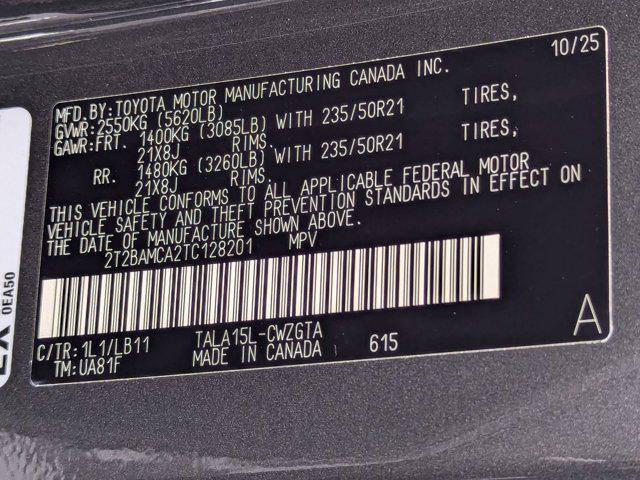 10/25
MFD.BY:TOYOTA MOTOR MANUFACTURING CANADA INC.
GVWR:2550KG (5620LB)
GAWR:FRT. 1400KG (3085LB) WITH 235/50R21 TIRES,
21X8J RIMS.
RR. 1480KG (3260LB) WITH 235/50R21 TIRES,
21X8J RIMS.
THIS VEHICLE CONFORMS TO ALL APPLICABLE FEDERAL MOTOR
VEHICLE SAFETY AND THEFT PREVENTION STANDARDS IN EFFECT ON
THE DATE OF MANUFACTURE SHOWN ABOVE.
2T2BAMCA2TC128201 MPV
C/TR:1L1/LB11 TALA15L-CWZGTA
TM:UA81F MADE IN CANADA 615 A
0EA50